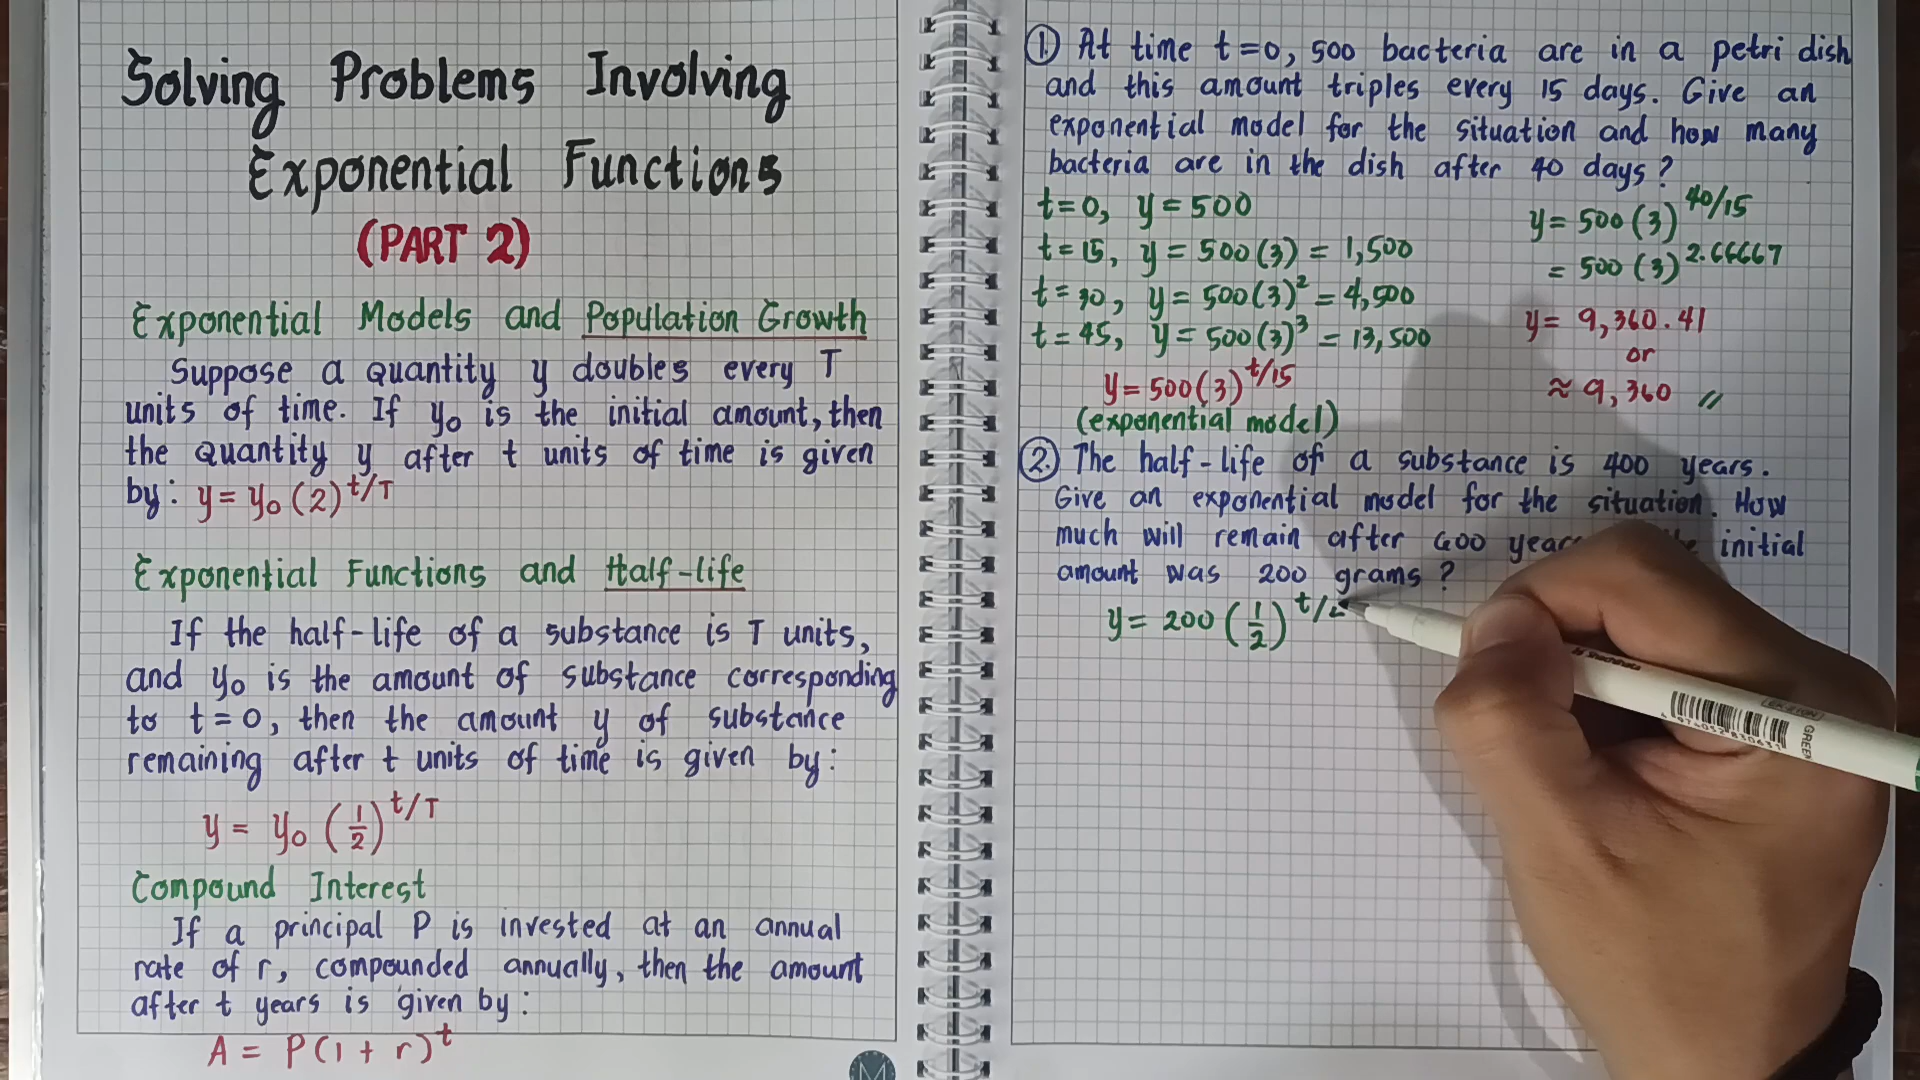 Solving Problems Involving
Exponential Functions
(PART 2)
Exponential Models and Population Growth
Suppose a quantity y doubles every T
units of time. If y₀ is the initial amount, then
the quantity y after t units of time is given
by: y = y₀ (2)^t/T
Exponential Functions and Half-life
If the half-life of a substance is T units,
and y₀ is the amount of substance corresponding
to t = 0, then the amount y of substance
remaining after t units of time is given by:
y = y₀ (1/2)^t/T
Compound Interest
If a principal P is invested at an annual
rate of r, compounded annually, then the amount
after t years is given by:
A = P(1 + r)^t
M
① At time t=0, 500 bacteria are in a petri dish
and this amount triples every 15 days. Give an
exponential model for the situation and how many
bacteria are in the dish after 40 days?
t=0, y = 500
t = 15, y = 500(3) = 1,500
t = 30, y = 500(3)² = 4,500
t = 45, y = 500(3)³ = 13,500
y = 500(3)^t/15
(exponential model)
y = 500 (3)^40/15
= 500 (3)^2.66667
y = 9,360.41
or
≈ 9,360 //
②. The half-life of a substance is 400 years.
Give an exponential model for the situation. How
much will remain after 600 initial
amount was 200 grams?
y = 200 (1/2)^t/
by Shachihata
GREEN